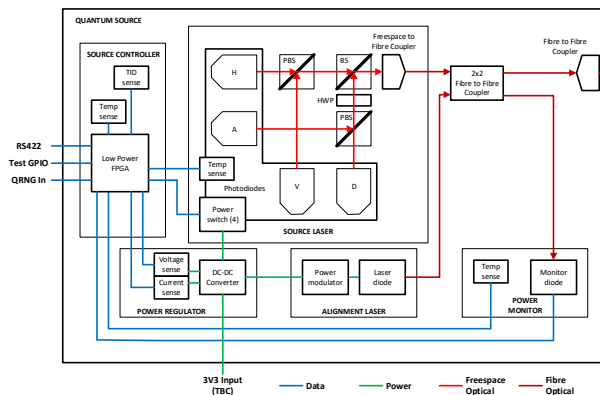 QUANTUM SOURCE
SOURCE CONTROLLER
TID
sense
Temp
sense
RS422
Test GPIO
QRNG In
Low Power
FPGA
H
A
PBS
BS
HWP
PBS
V
D
Freespace to
Fibre Coupler
Temp
sense
Photodiodes
Power
switch (4)
SOURCE LASER
2x2
Fibre to Fibre
Coupler
Fibre to Fibre
Coupler
Voltage
sense
Current
sense
DC-DC
Converter
POWER REGULATOR
Power
modulator
Laser
diode
ALIGNMENT LASER
Temp
sense
Monitor
diode
POWER
MONITOR
3V3 Input
(TBC)
Data
Power
Freespace
Optical
Fibre
Optical